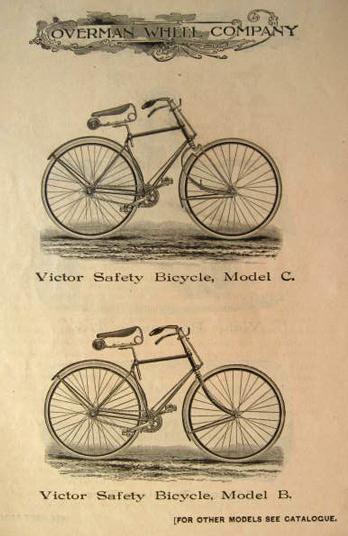 OVERMAN WHEEL COMPANY
Victor Safety Bicycle, Model C.
Victor Safety Bicycle, Model B.
[FOR OTHER MODELS SEE CATALOGUE.